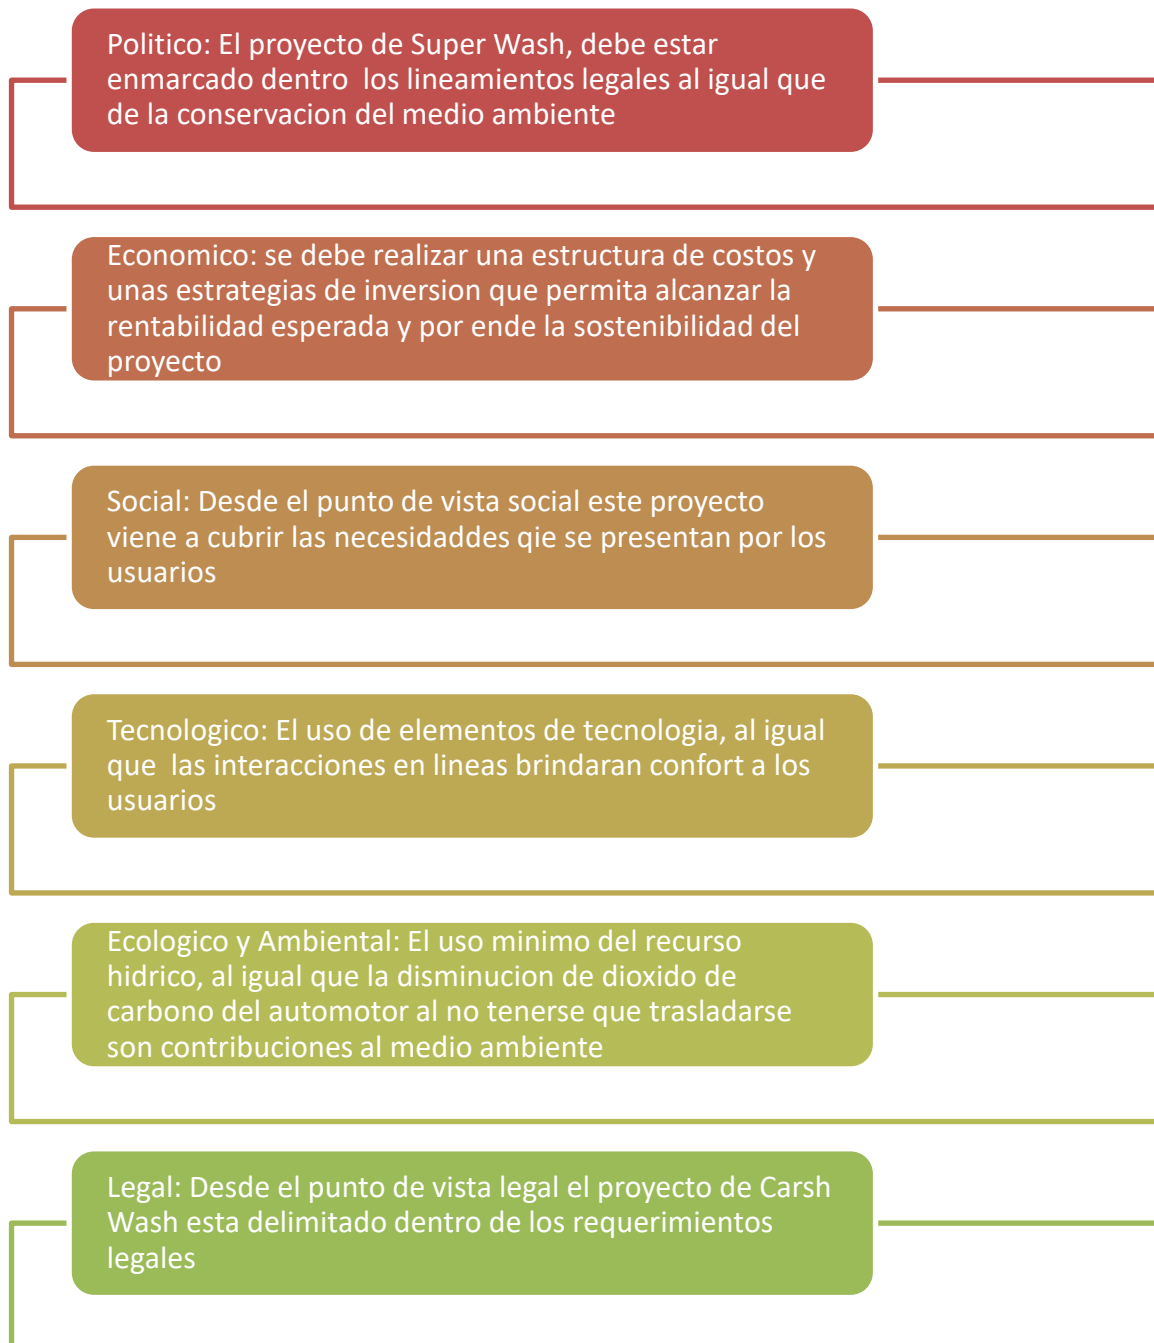 Politico: El proyecto de Super Wash, debe estar
enmarcado dentro  los lineamientos legales al igual que
de la conservacion del medio ambiente
Economico: se debe realizar una estructura de costos y
unas estrategias de inversion que permita alcanzar la
rentabilidad esperada y por ende la sostenibilidad del
proyecto
Social: Desde el punto de vista social este proyecto
viene a cubrir las necesidaddes qie se presentan por los
usuarios
Tecnologico: El uso de elementos de tecnologia, al igual
que  las interacciones en lineas brindaran confort a los
usuarios
Ecologico y Ambiental: El uso minimo del recurso
hidrico, al igual que la disminucion de dioxido de
carbono del automotor al no tenerse que trasladarse
son contribuciones al medio ambiente
Legal: Desde el punto de vista legal el proyecto de Carsh
Wash esta delimitado dentro de los requerimientos
legales